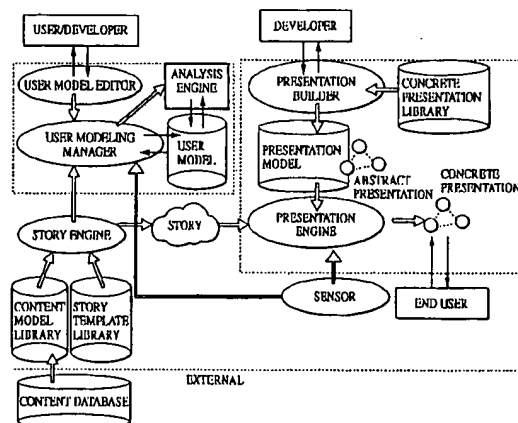 USER/DEVELOPER
DEVELOPER
USER MODEL EDITOR
ANALYSIS
ENGINE
PRESENTATION
BUILDER
CONCRETE
PRESENTATION
LIBRARY
USER MODELING
MANAGER
USER
MODEL
PRESENTATION
MODEL
ABSTRACT
PRESENTATION
CONCRETE
PRESENTATION
STORY ENGINE
STORY
PRESENTATION
ENGINE
CONTENT
MODEL
LIBRARY
STORY
TEMPLATE
LIBRARY
SENSOR
END USER
EXTERNAL
CONTENT DATABASE